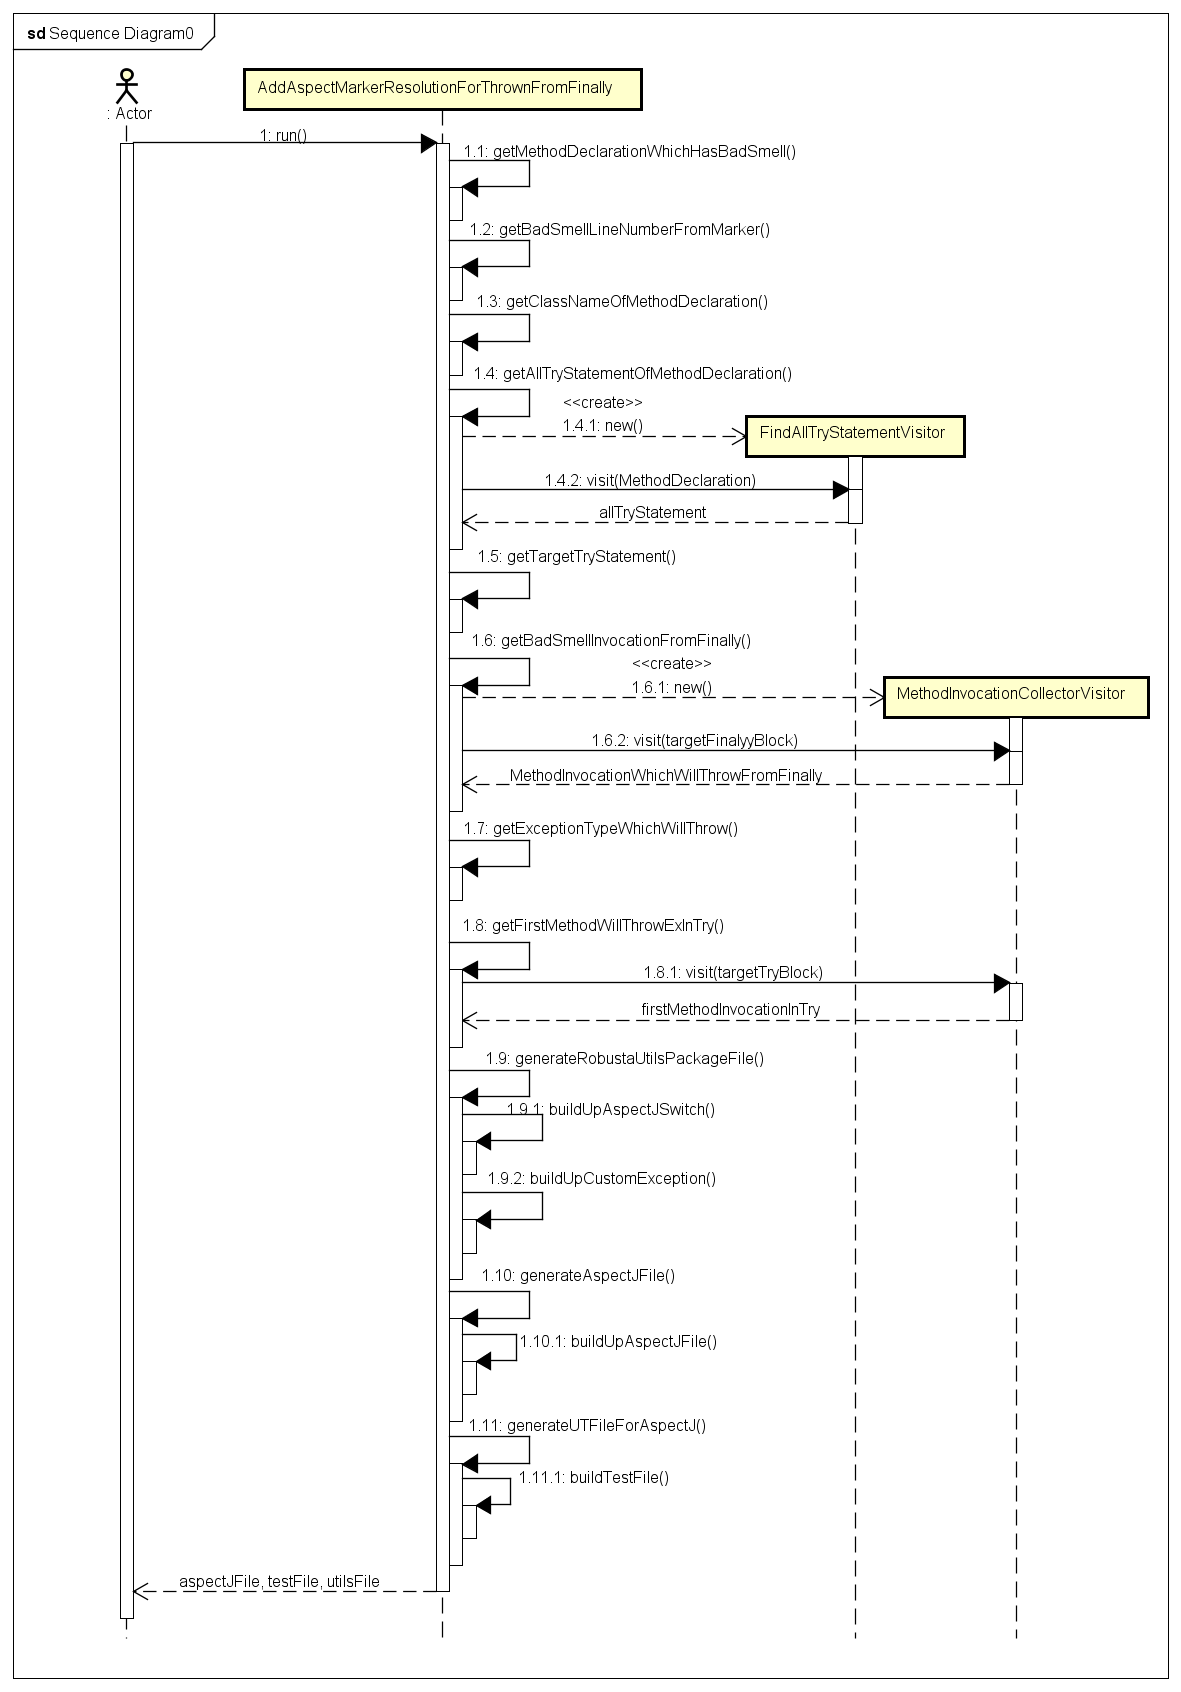 sd Sequence Diagram0
: Actor
AddAspectMarkerResolutionForThrownFromFinally
1: run()
1.1: getMethodDeclarationWhichHasBadSmell()
1.2: getBadSmellLineNumberFromMarker()
1.3: getClassNameOfMethodDeclaration()
1.4: getAllTryStatementOfMethodDeclaration()
<<create>>
1.4.1: new()
FindAllTryStatementVisitor
1.4.2: visit(MethodDeclaration)
allTryStatement
1.5: getTargetTryStatement()
1.6: getBadSmellInvocationFromFinally()
<<create>>
1.6.1: new()
MethodInvocationCollectorVisitor
1.6.2: visit(targetFinalyyBlock)
MethodInvocationWhichWillThrowFromFinally
1.7: getExceptionTypeWhichWillThrow()
1.8: getFirstMethodWillThrowExInTry()
1.8.1: visit(targetTryBlock)
firstMethodInvocationInTry
1.9: generateRobustaUtilsPackageFile()
1.9.1: buildUpAspectJSwitch()
1.9.2: buildUpCustomException()
1.10: generateAspectJFile()
1.10.1: buildUpAspectJFile()
1.11: generateUTFileForAspectJ()
1.11.1: buildTestFile()
aspectJFile, testFile, utilsFile